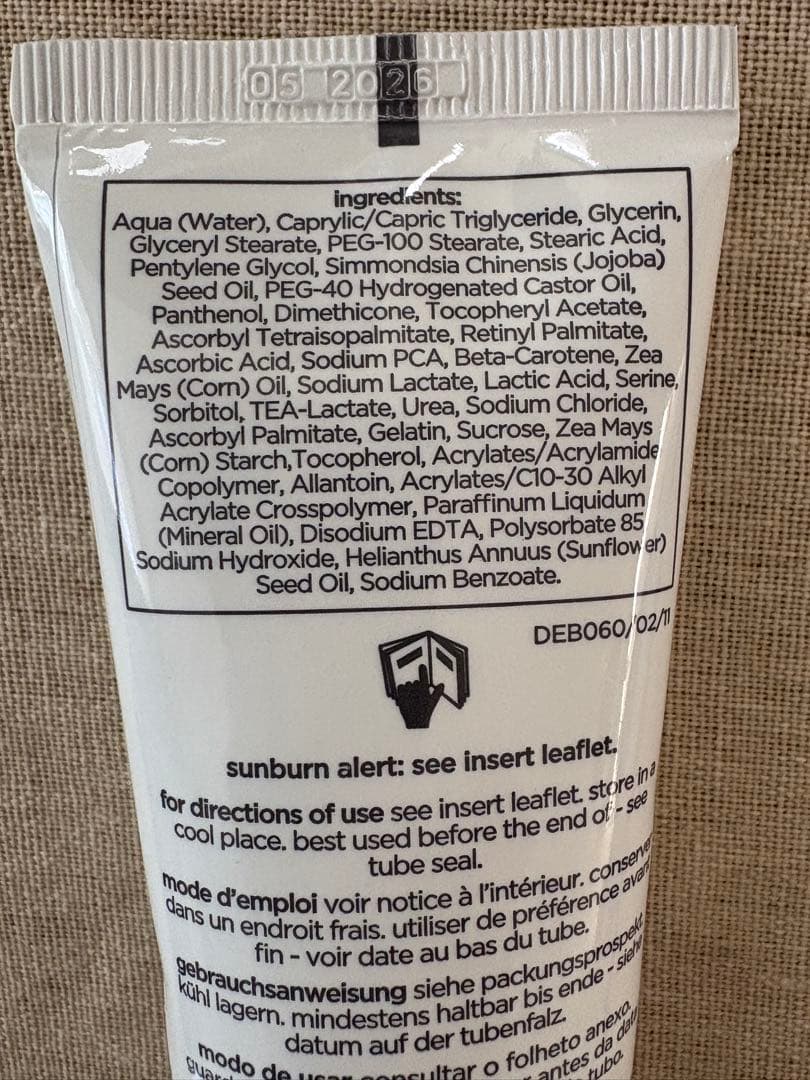 05 2026
ingredients:
Aqua (Water), Caprylic/Capric Triglyceride, Glycerin,
Glyceryl Stearate, PEG-100 Stearate, Stearic Acid,
Pentylene Glycol, Simmondsia Chinensis (Jojoba)
Seed Oil, PEG-40 Hydrogenated Castor Oil,
Panthenol, Dimethicone, Tocopheryl Acetate,
Ascorbyl Tetraisopalmitate, Retinyl Palmitate,
Ascorbic Acid, Sodium PCA, Beta-Carotene, Zea
Mays (Corn) Oil, Sodium Lactate, Lactic Acid, Serine,
Sorbitol, TEA-Lactate, Urea, Sodium Chloride,
Ascorbyl Palmitate, Gelatin, Sucrose, Zea Mays
(Corn) Starch,Tocopherol, Acrylates/Acrylamide
Copolymer, Allantoin, Acrylates/C10-30 Alkyl
Acrylate Crosspolymer, Paraffinum Liquidum
(Mineral Oil), Disodium EDTA, Polysorbate 85
Sodium Hydroxide, Helianthus Annuus (Sunflower)
Seed Oil, Sodium Benzoate.
DEB060/02/11
sunburn alert: see insert leaflet.
for directions of use see insert leaflet. store in a
cool place. best used before the end of - see
tube seal.
mode d'emploi voir notice à l'intérieur. conserver
dans un endroit frais. utiliser de préférence avant
fin - voir date au bas du tube.
gebrauchsanweisung siehe packungsprospekt.
kühl lagern. mindestens haltbar bis ende - siehe
datum auf der tubenfalz.
modo de usar consultar o folheto anexo.
antes da data
tubo.